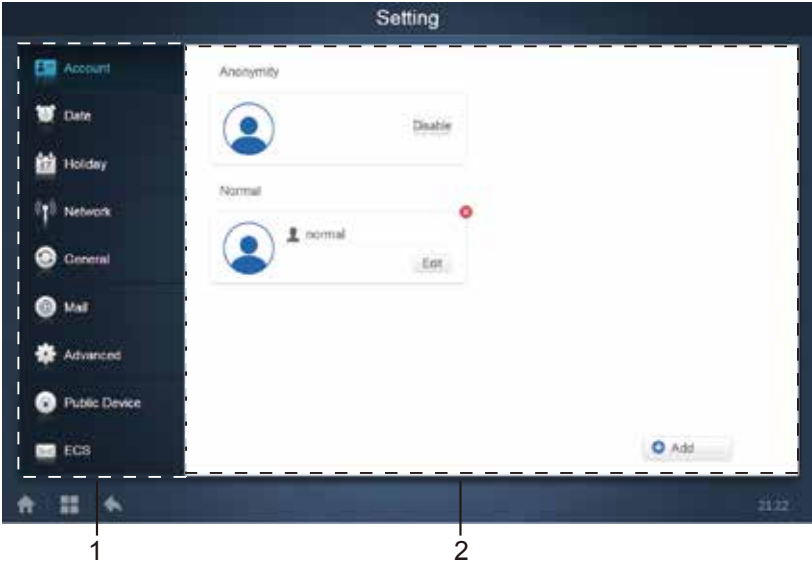 Setting
Account
Date
Holiday
Network
General
Mail
Advanced
Public Device
ECS
Anonymity
Disable
Normal
normal
Edit
Add
21:22
1
2